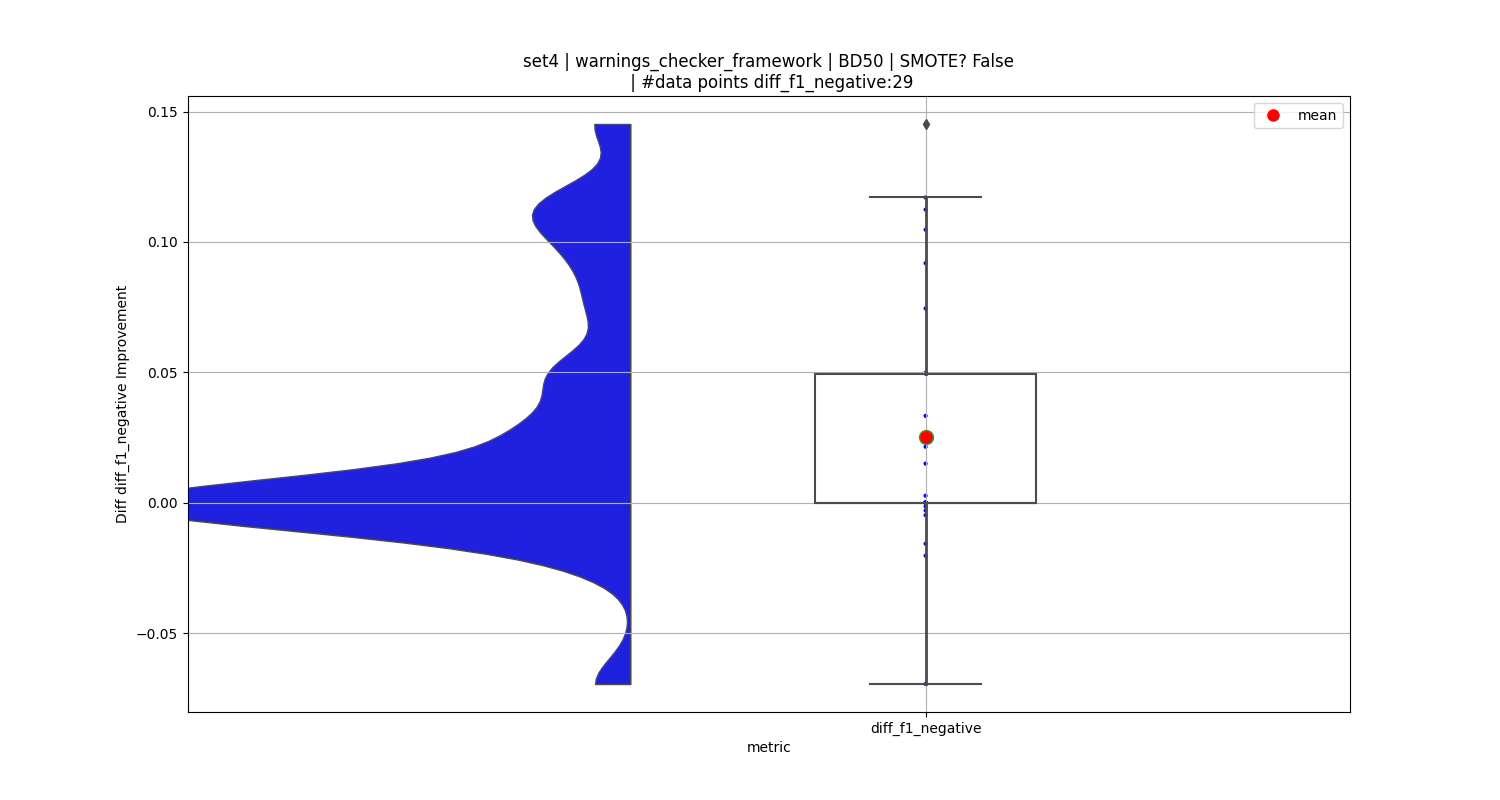 set4 | warnings_checker_framework | BD50 | SMOTE? False
| #data points diff_f1_negative:29
mean
0.15
0.10
0.05
0.00
−0.05
Diff diff_f1_negative Improvement
diff_f1_negative
metric